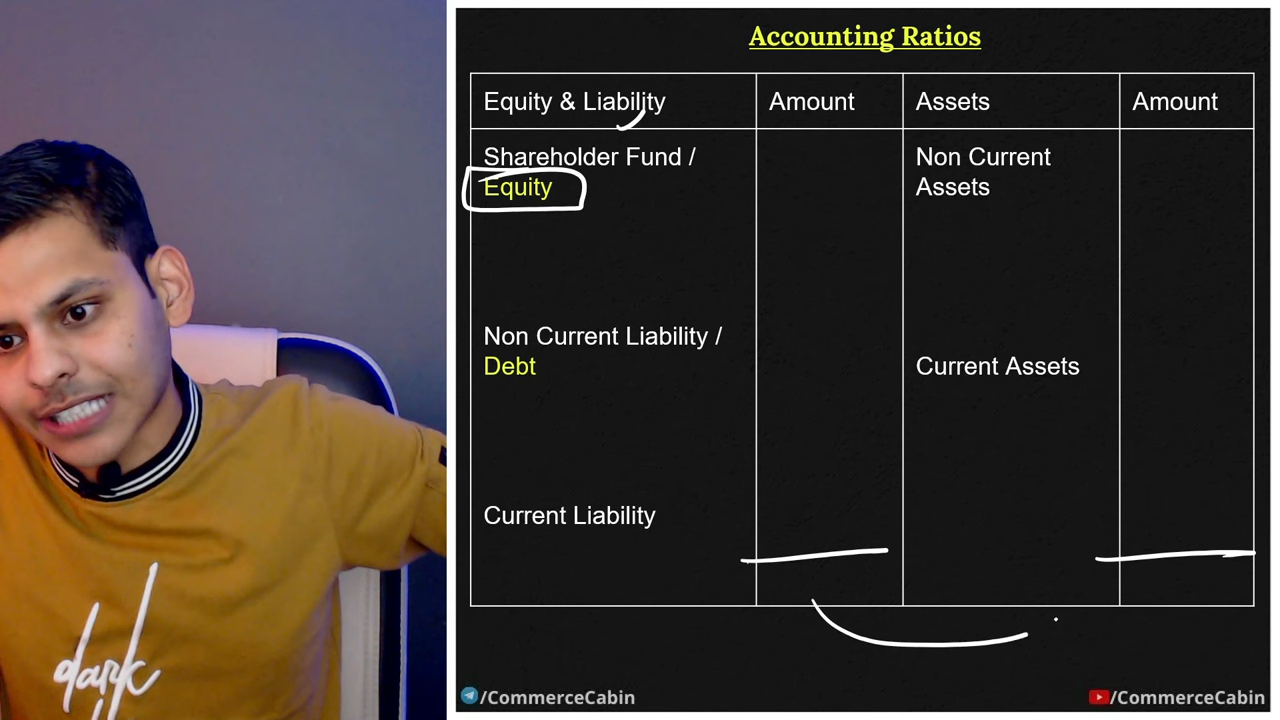 Accounting Ratios
Equity & Liability
Amount
Assets
Amount
Shareholder Fund /
Equity
Non Current
Assets
Non Current Liability /
Debt
Current Assets
Current Liability
dark
/CommerceCabin
/CommerceCabin